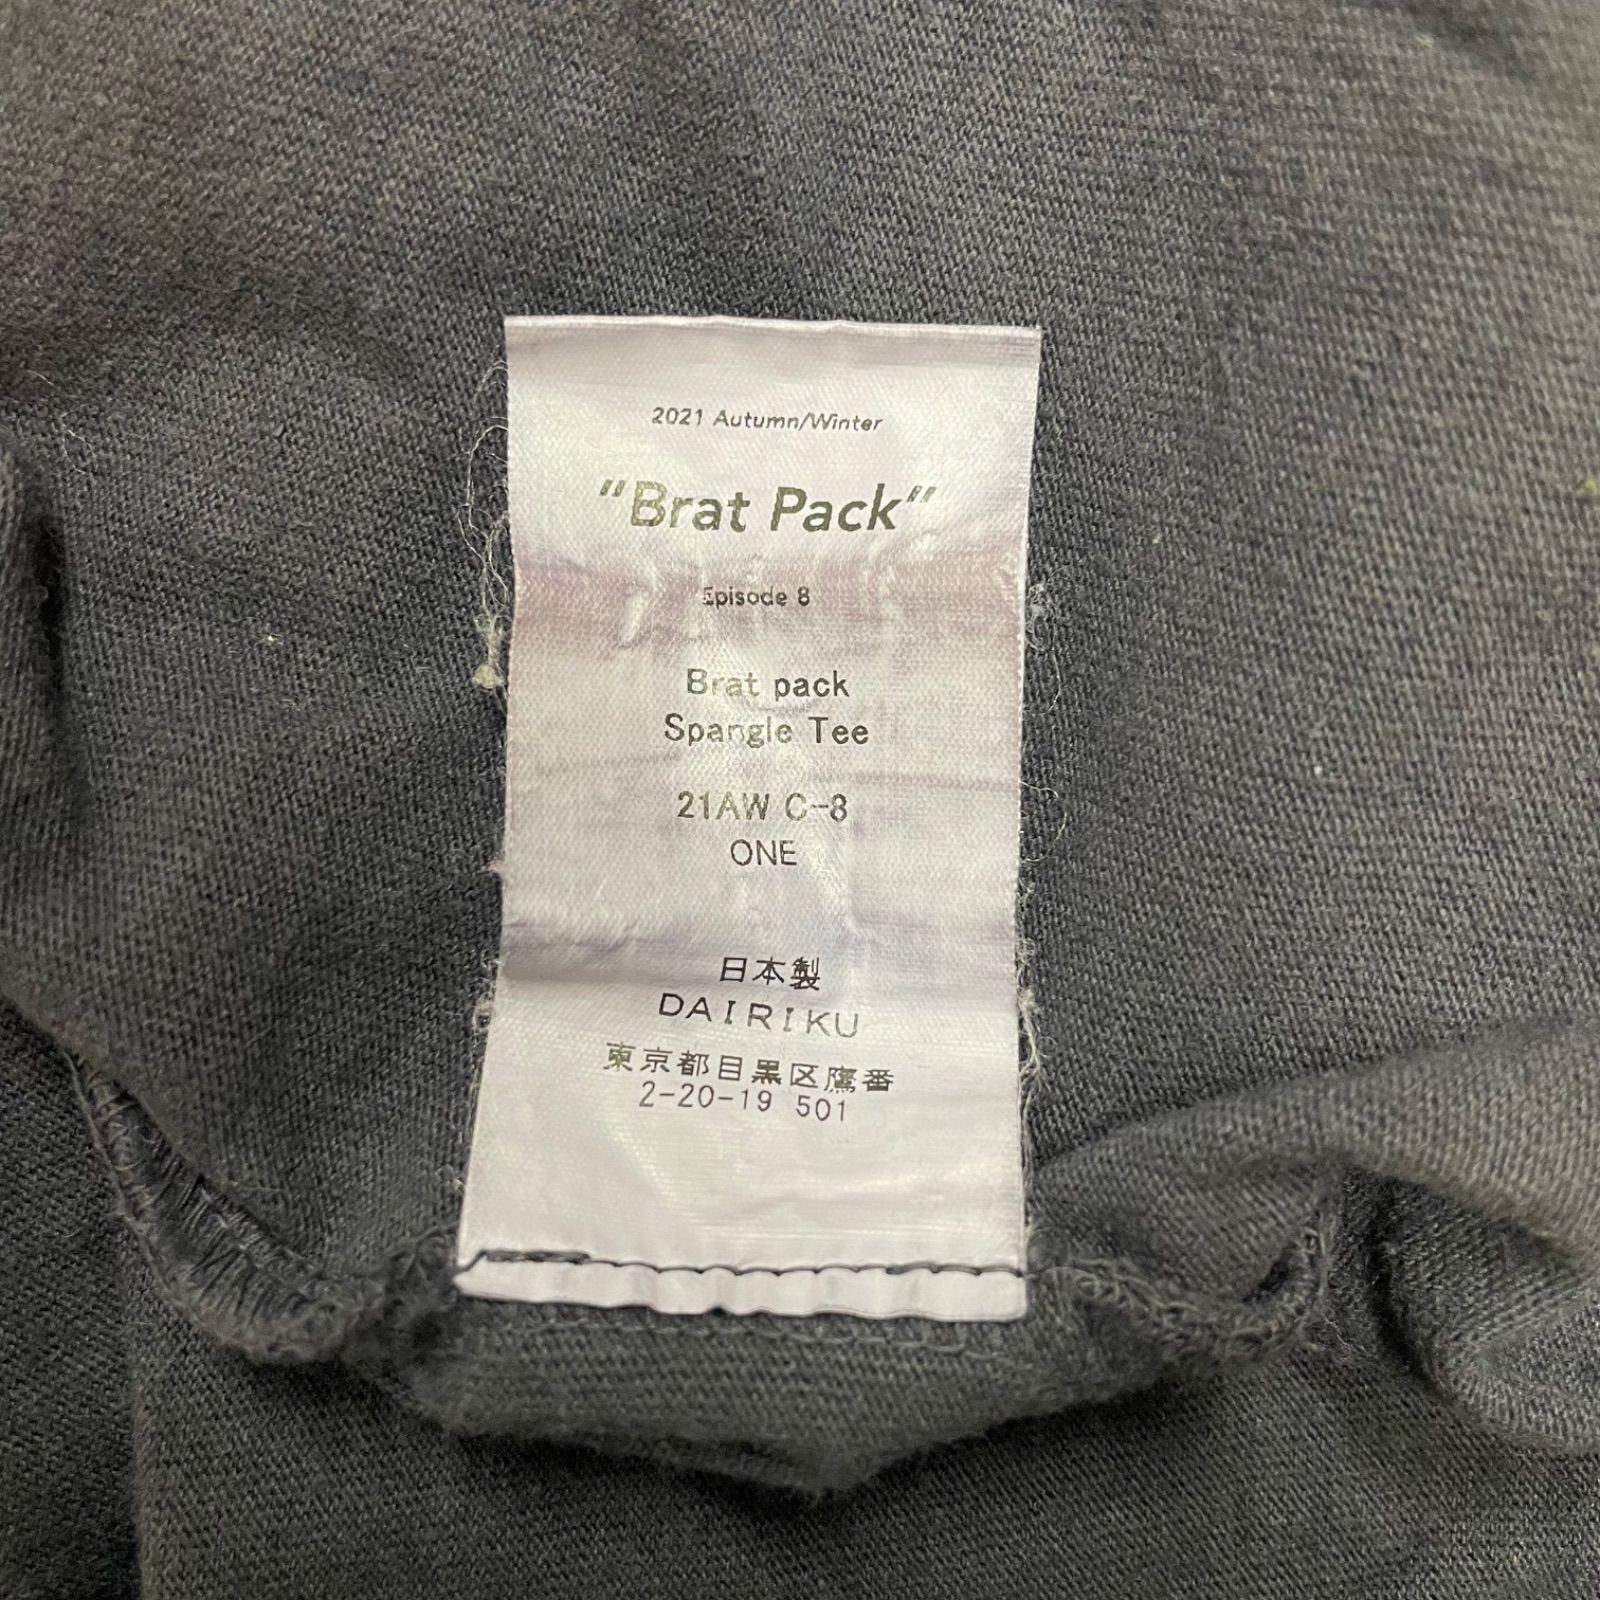 2021 Autumn/Winter
"Brat Pack"
Episode 8
Brat pack
Spangle Tee
21AW C-8
ONE
日本製
DAIRIKU
東京都目黒区鷹番
2-20-19 501